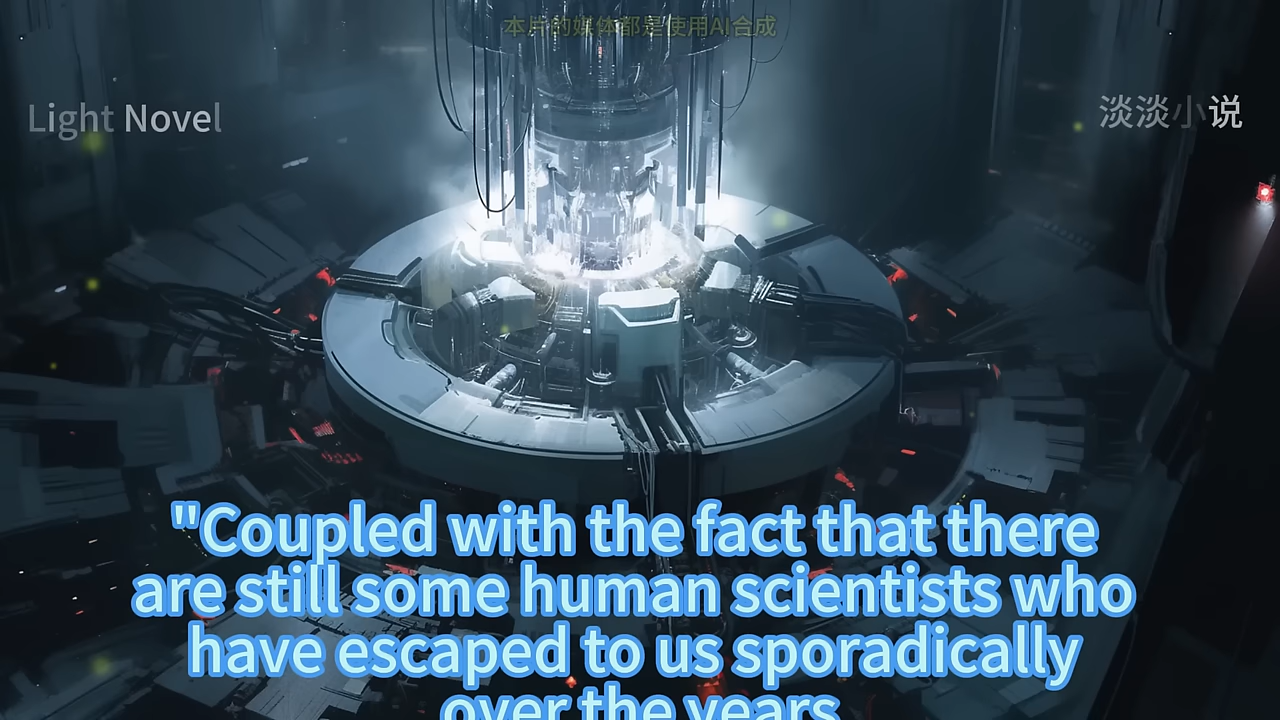 本片的媒体都是使用AI合成
Light Novel
淡淡小说
"Coupled with the fact that there
are still some human scientists who
have escaped to us sporadically
over the years